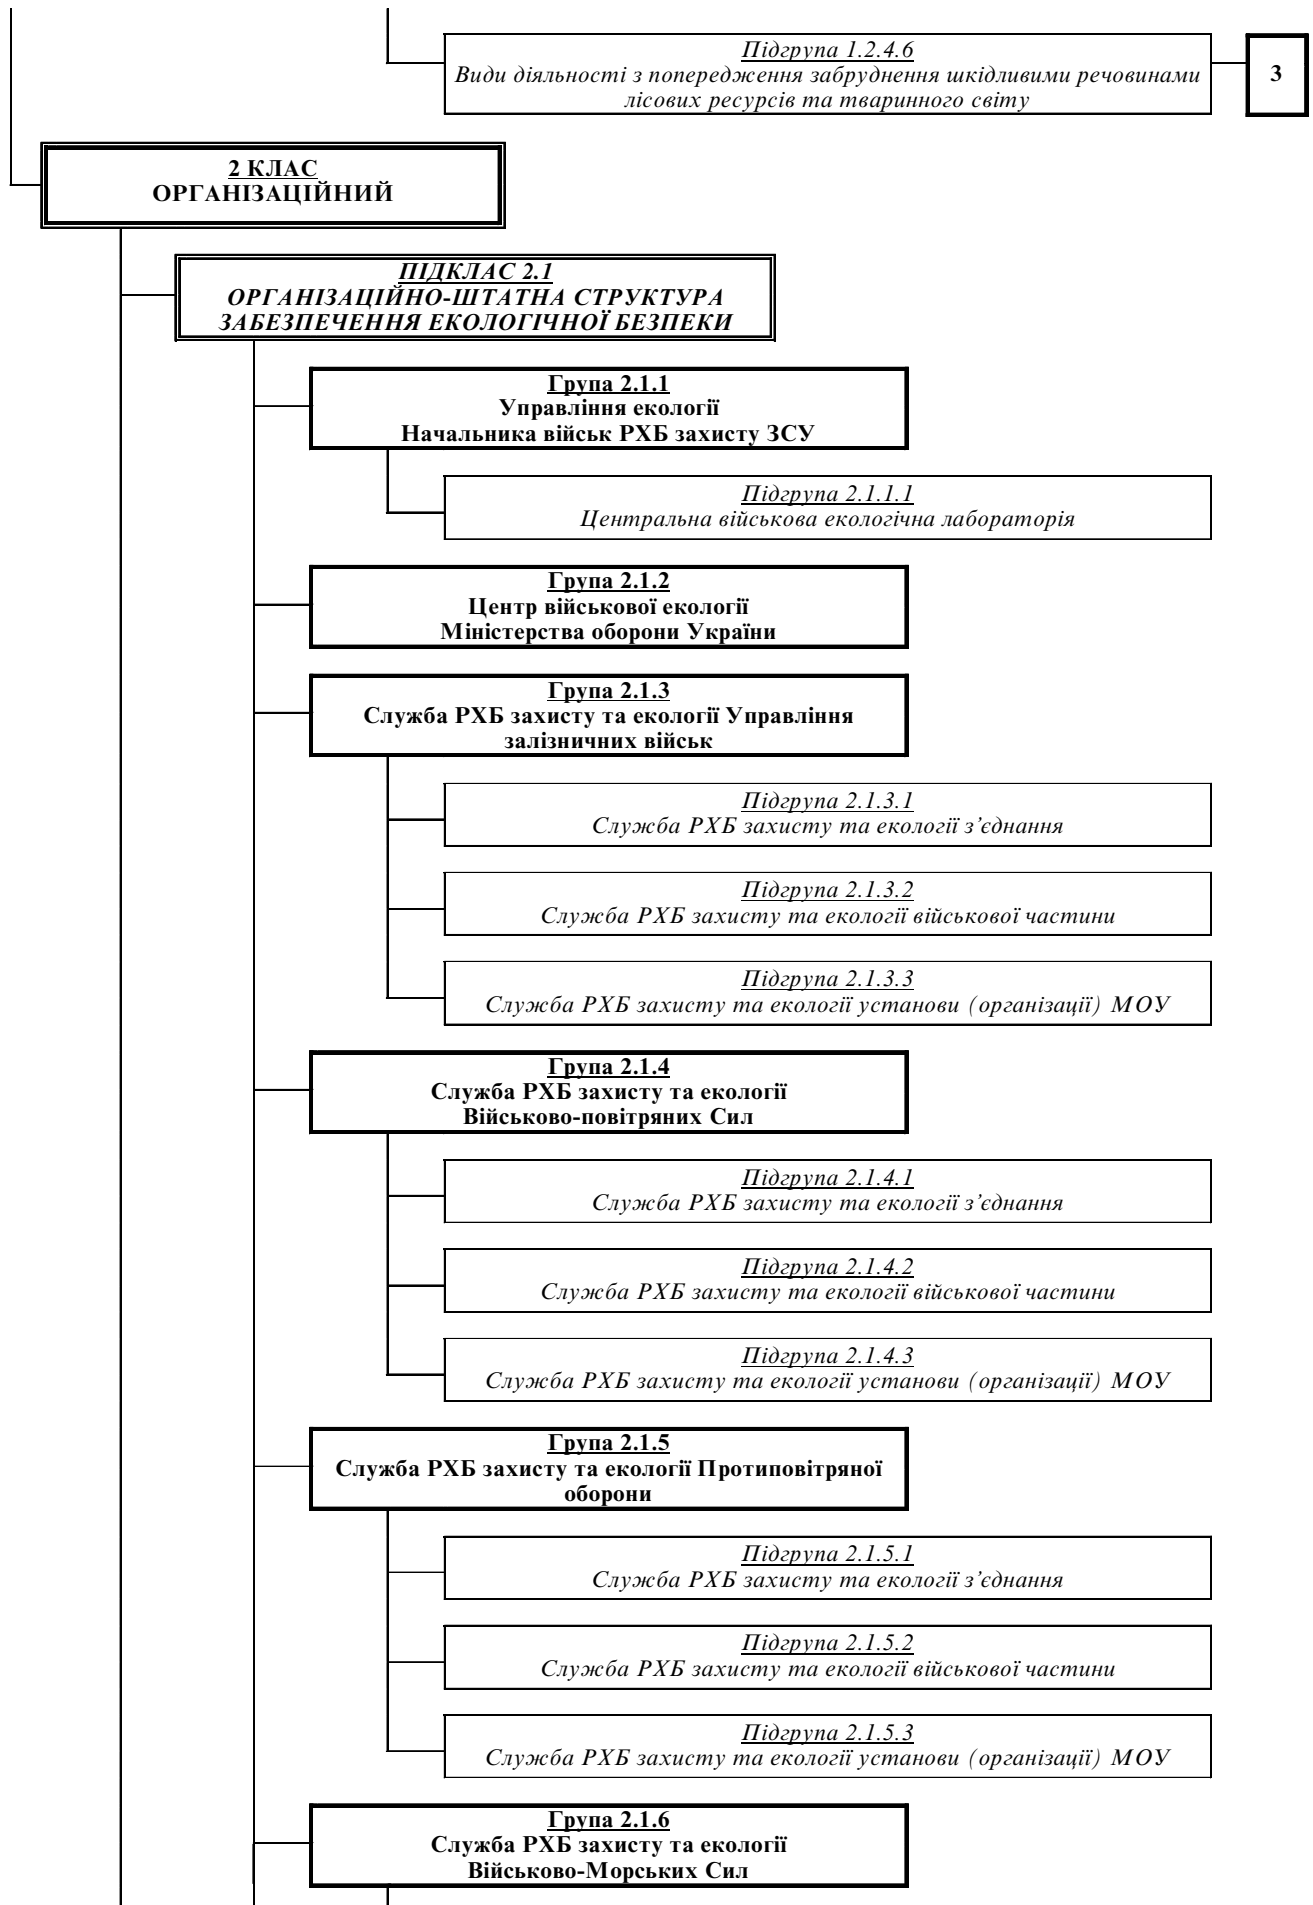 Підгрупа 1.2.4.6
Види діяльності з попередження забруднення шкідливими речовинами
лісових ресурсів та тваринного світу
3
2 КЛАС
ОРГАНІЗАЦІЙНИЙ
ПІДКЛАС 2.1
ОРГАНІЗАЦІЙНО-ШТАТНА СТРУКТУРА
ЗАБЕЗПЕЧЕННЯ ЕКОЛОГІЧНОЇ БЕЗПЕКИ
Група 2.1.1
Управління екології
Начальника військ РХБ захисту ЗСУ
Підгрупа 2.1.1.1
Центральна військова екологічна лабораторія
Група 2.1.2
Центр військової екології
Міністерства оборони України
Група 2.1.3
Служба РХБ захисту та екології Управління
залізничних військ
Підгрупа 2.1.3.1
Служба РХБ захисту та екології з’єднання
Підгрупа 2.1.3.2
Служба РХБ захисту та екології військової частини
Підгрупа 2.1.3.3
Служба РХБ захисту та екології установи (організації) МОУ
Група 2.1.4
Служба РХБ захисту та екології
Військово-повітряних Сил
Підгрупа 2.1.4.1
Служба РХБ захисту та екології з’єднання
Підгрупа 2.1.4.2
Служба РХБ захисту та екології військової частини
Підгрупа 2.1.4.3
Служба РХБ захисту та екології установи (організації) МОУ
Група 2.1.5
Служба РХБ захисту та екології Протиповітряної
оборони
Підгрупа 2.1.5.1
Служба РХБ захисту та екології з’єднання
Підгрупа 2.1.5.2
Служба РХБ захисту та екології військової частини
Підгрупа 2.1.5.3
Служба РХБ захисту та екології установи (організації) МОУ
Група 2.1.6
Служба РХБ захисту та екології
Військово-Морських Сил